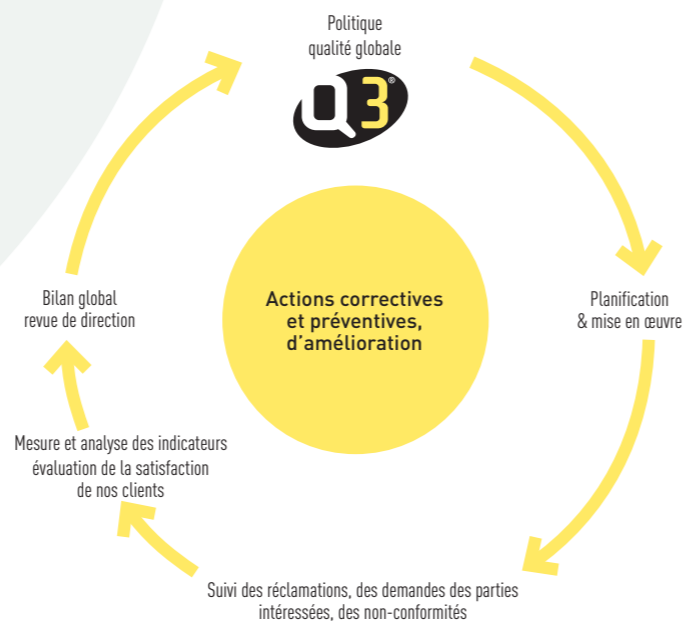 Politique
qualité globale
Q3®
Planification
& mise en œuvre
Suivi des réclamations, des demandes des parties
intéressées, des non-conformités
Mesure et analyse des indicateurs
évaluation de la satisfaction
de nos clients
Bilan global
revue de direction
Actions correctives
et préventives,
d’amélioration